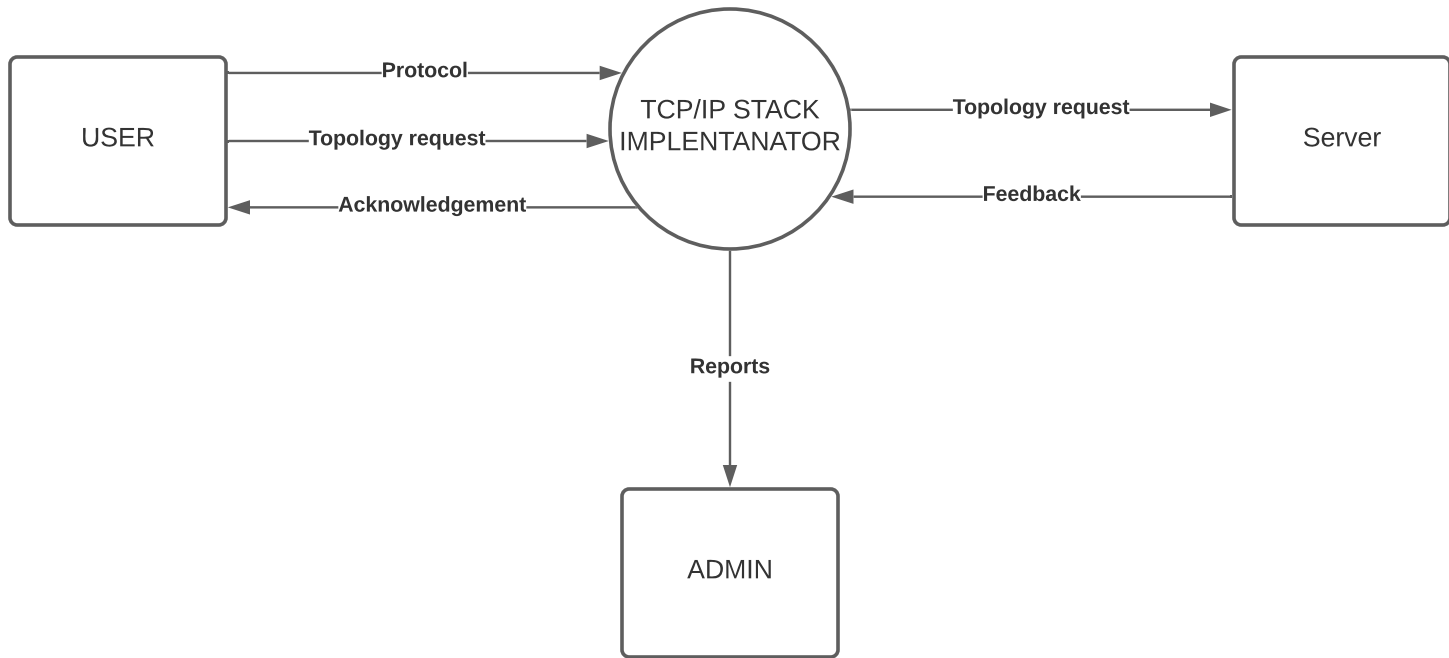 Protocol
TCP/IP STACK
IMPLENTANATOR
Topology request
USER
Topology request
Server
Acknowledgement
Feedback
Reports
ADMIN